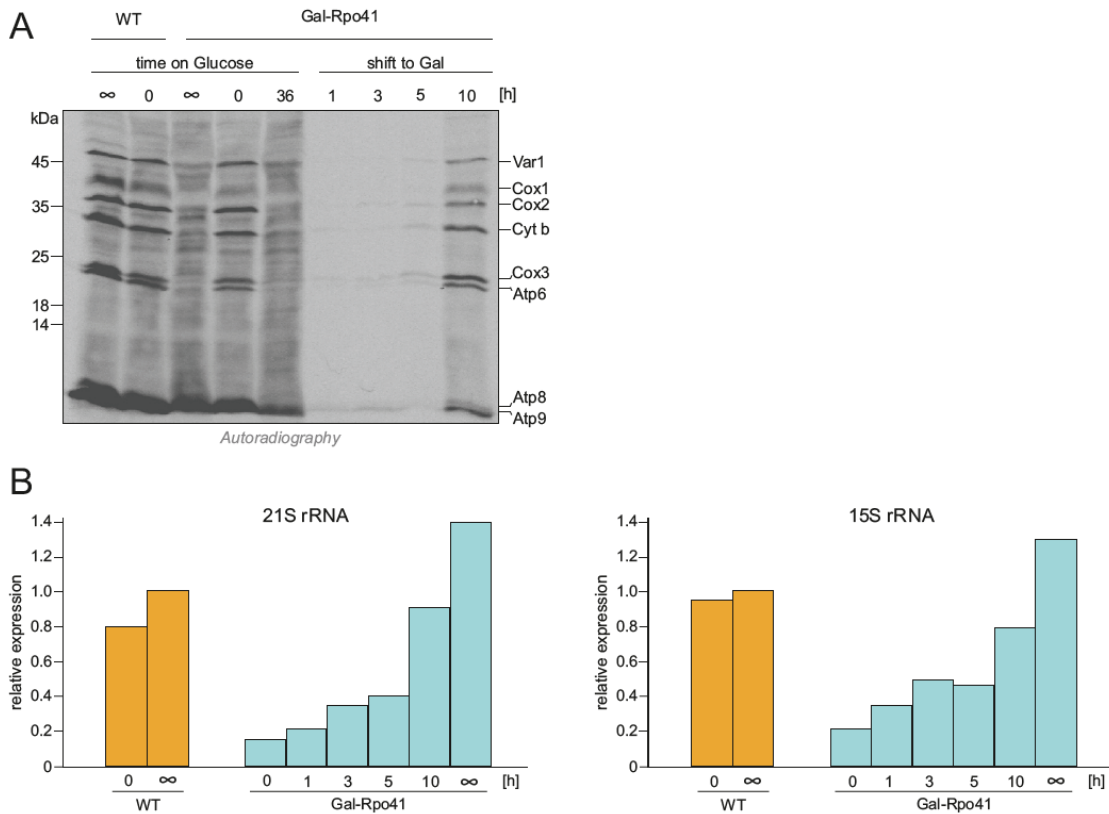 A
WT Gal-Rpo41
time on Glucose shift to Gal
∞ 0 ∞ 0 36 1 3 5 10 [h]
kDa
45 Var1
Cox1
35 Cox2
Cyt b
25
Cox3
Atp6
18
14
Atp8
Atp9
Autoradiography
B
21S rRNA
relative expression
1.4
1.2
1.0
0.8
0.6
0.4
0.2
0
0 ∞ 0 1 3 5 10 ∞ [h]
WT Gal-Rpo41
15S rRNA
relative expression
1.4
1.2
1.0
0.8
0.6
0.4
0.2
0
0 ∞ 0 1 3 5 10 ∞ [h]
WT Gal-Rpo41